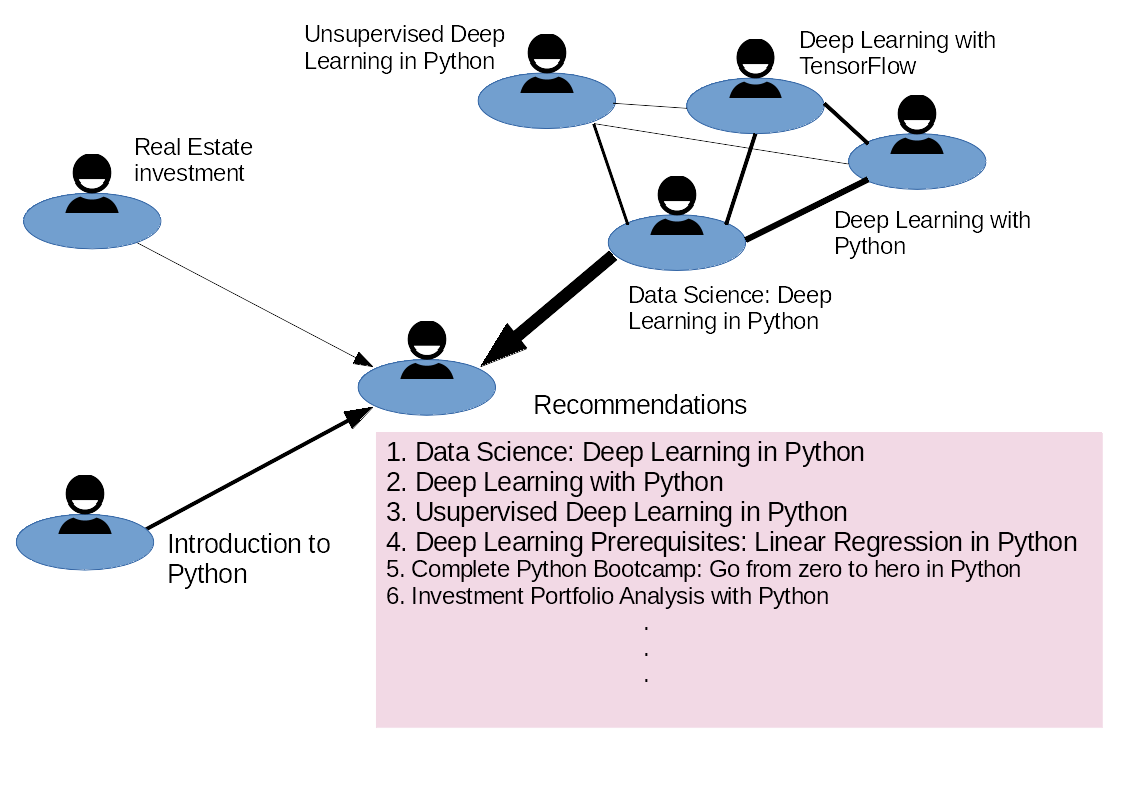 Unsupervised Deep
Learning in Python
Deep Learning with
TensorFlow
Real Estate
investment
Deep Learning with
Python
Data Science: Deep
Learning in Python
Recommendations
1. Data Science: Deep Learning in Python
2. Deep Learning with Python
3. Usupervised Deep Learning in Python
4. Deep Learning Prerequisites: Linear Regression in Python
5. Complete Python Bootcamp: Go from zero to hero in Python
6. Investment Portfolio Analysis with Python
.
.
.
Introduction to
Python